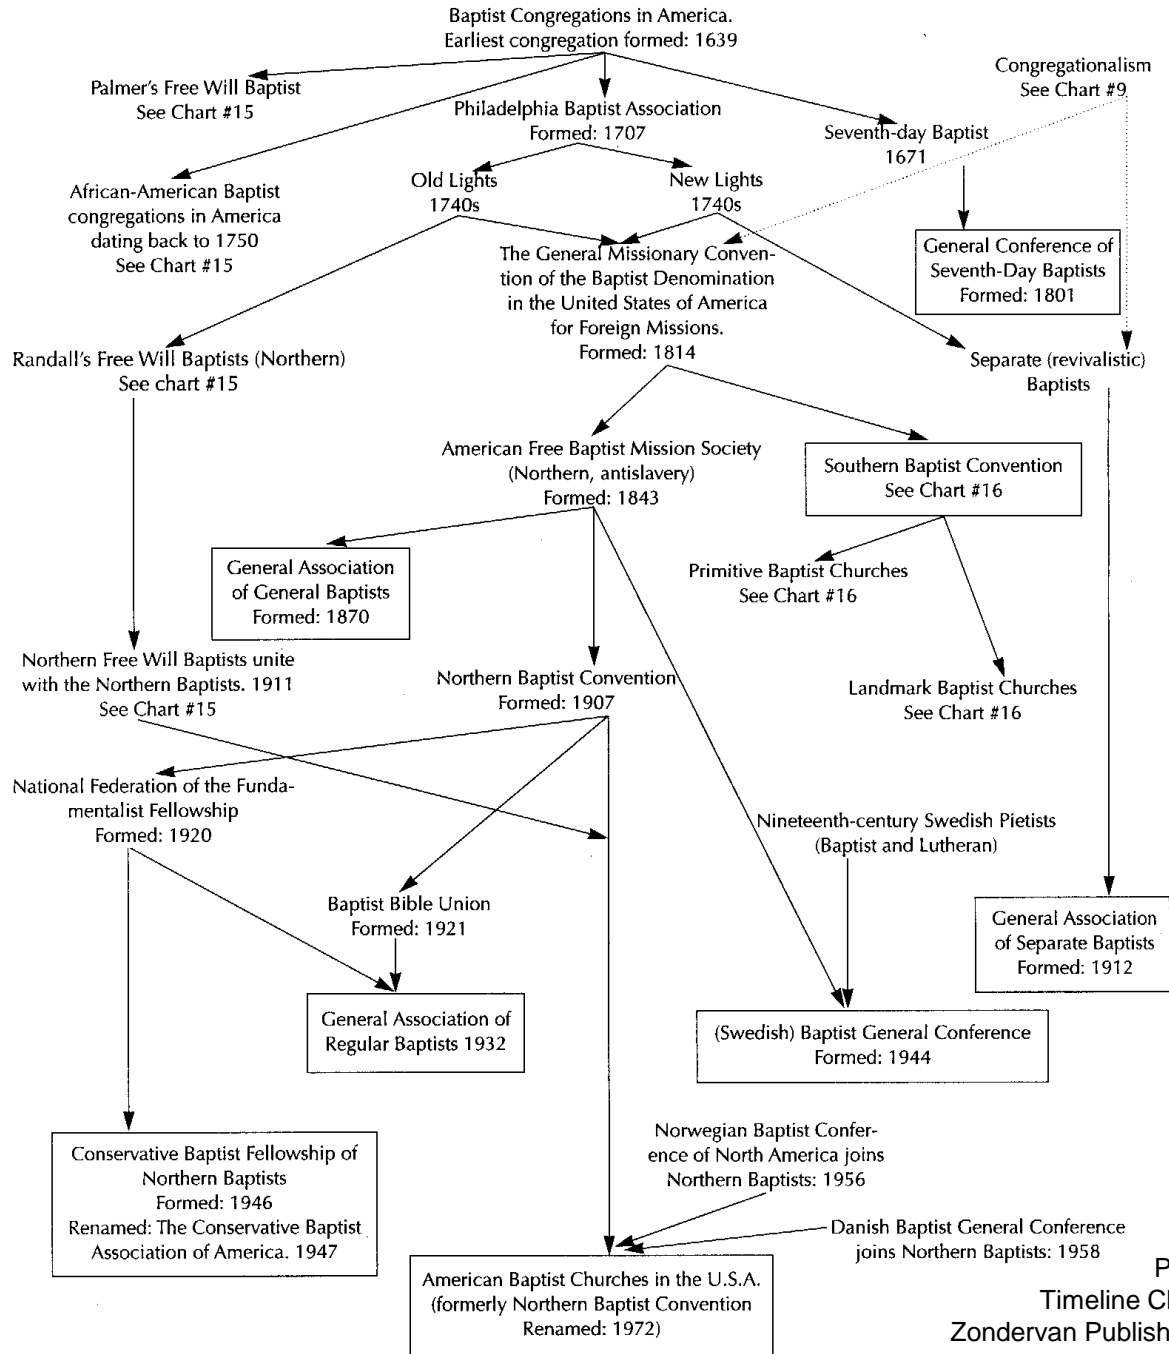 Baptist Congregations in America.
Earliest congregation formed: 1639
Palmer's Free Will Baptist
See Chart #15
Philadelphia Baptist Association
Formed: 1707
Seventh-day Baptist
1671
Congregationalism
See Chart #9
African-American Baptist
congregations in America
dating back to 1750
See Chart #15
Old Lights
1740s
New Lights
1740s
General Conference of
Seventh-Day Baptists
Formed: 1801
The General Missionary Conven-
tion of the Baptist Denomination
in the United States of America
for Foreign Missions.
Formed: 1814
Randall's Free Will Baptists (Northern)
See chart #15
Separate (revivalistic)
Baptists
American Free Baptist Mission Society
(Northern, antislavery)
Formed: 1843
Southern Baptist Convention
See Chart #16
General Association
of General Baptists
Formed: 1870
Primitive Baptist Churches
See Chart #16
Northern Free Will Baptists unite
with the Northern Baptists. 1911
See Chart #15
Northern Baptist Convention
Formed: 1907
Landmark Baptist Churches
See Chart #16
National Federation of the Funda-
mentalist Fellowship
Formed: 1920
Nineteenth-century Swedish Pietists
(Baptist and Lutheran)
Baptist Bible Union
Formed: 1921
General Association
of Separate Baptists
Formed: 1912
General Association of
Regular Baptists 1932
(Swedish) Baptist General Conference
Formed: 1944
Conservative Baptist Fellowship of
Northern Baptists
Formed: 1946
Renamed: The Conservative Baptist
Association of America. 1947
Norwegian Baptist Confer-
ence of North America joins
Northern Baptists: 1956
Danish Baptist General Conference
joins Northern Baptists: 1958
American Baptist Churches in the U.S.A.
(formerly Northern Baptist Convention
Renamed: 1972)
P
Timeline C
Zondervan Publish